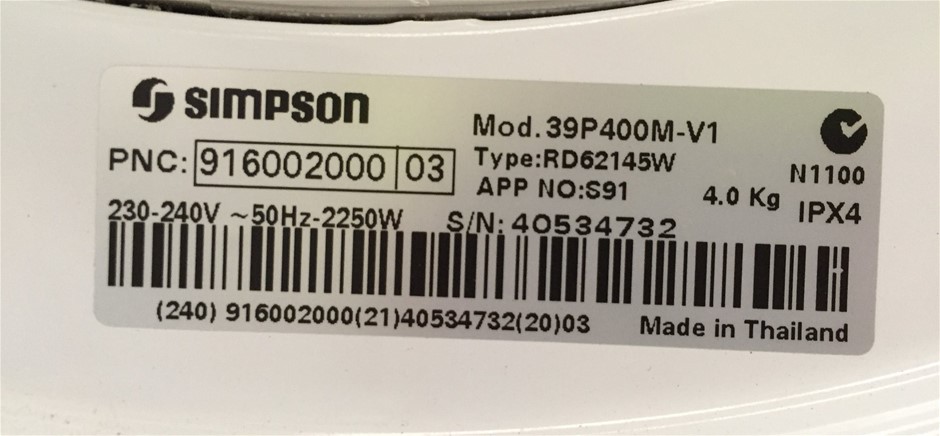 SIMPSON
Mod. 39P400M-V1
PNC: 916002000 03
Type:RD62145W
N1100
APP NO:S91
4.0 Kg
IPX4
230-240V ~50Hz-2250W
S/N: 40534732
(240) 916002000(21)40534732(20)03
Made in Thailand